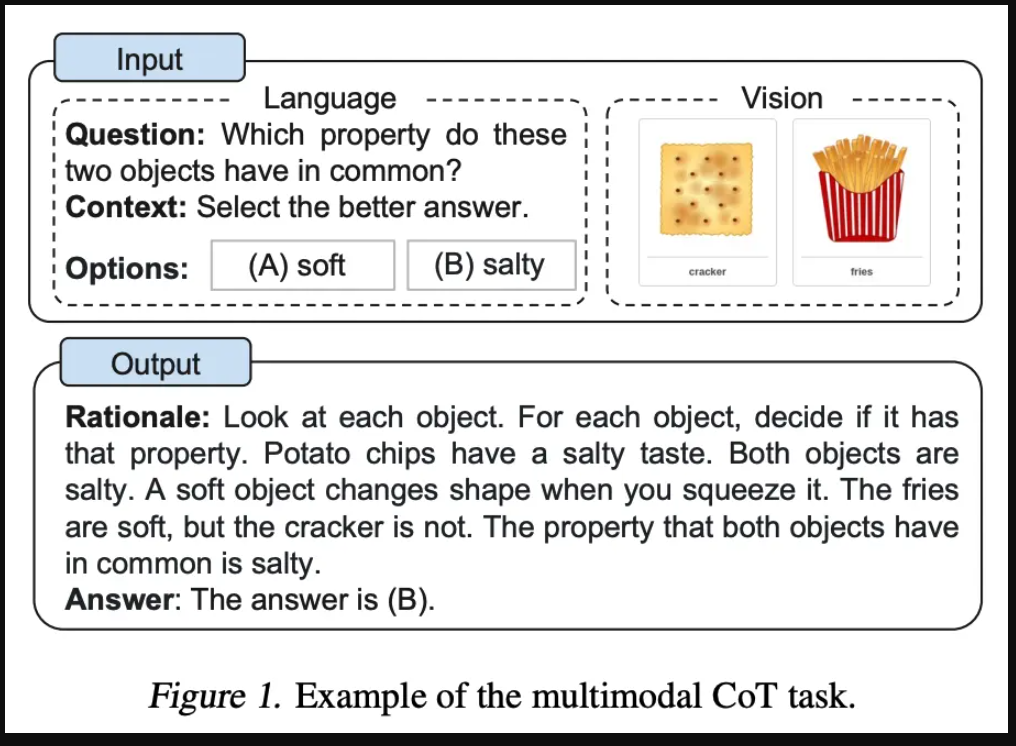 Input
Language
Question: Which property do these
two objects have in common?
Context: Select the better answer.
Options: (A) soft (B) salty
Vision
cracker
fries
Output
Rationale: Look at each object. For each object, decide if it has
that property. Potato chips have a salty taste. Both objects are
salty. A soft object changes shape when you squeeze it. The fries
are soft, but the cracker is not. The property that both objects have
in common is salty.
Answer: The answer is (B).
Figure 1. Example of the multimodal CoT task.